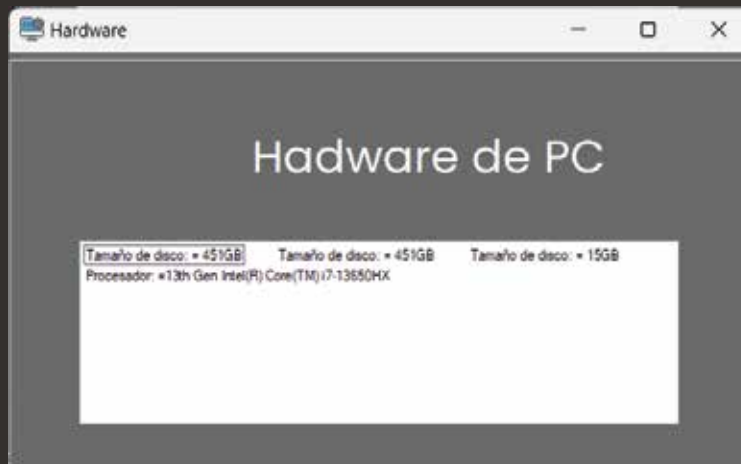 Hardware
Hadware de PC
Tamaño de disco: = 451GB Tamaño de disco: = 451GB Tamaño de disco: = 15GB
Procesador: =13th Gen Intel(R) Core(TM) i7-13650HX